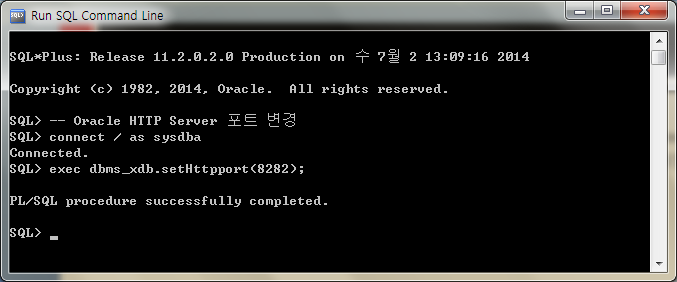 Run SQL Command Line
SQL*Plus: Release 11.2.0.2.0 Production on 수 7월 2 13:09:16 2014
Copyright (c) 1982, 2014, Oracle.  All rights reserved.
SQL> -- Oracle HTTP Server 포트 변경
SQL> connect / as sysdba
Connected.
SQL> exec dbms_xdb.setHttpport(8282);
PL/SQL procedure successfully completed.
SQL> _